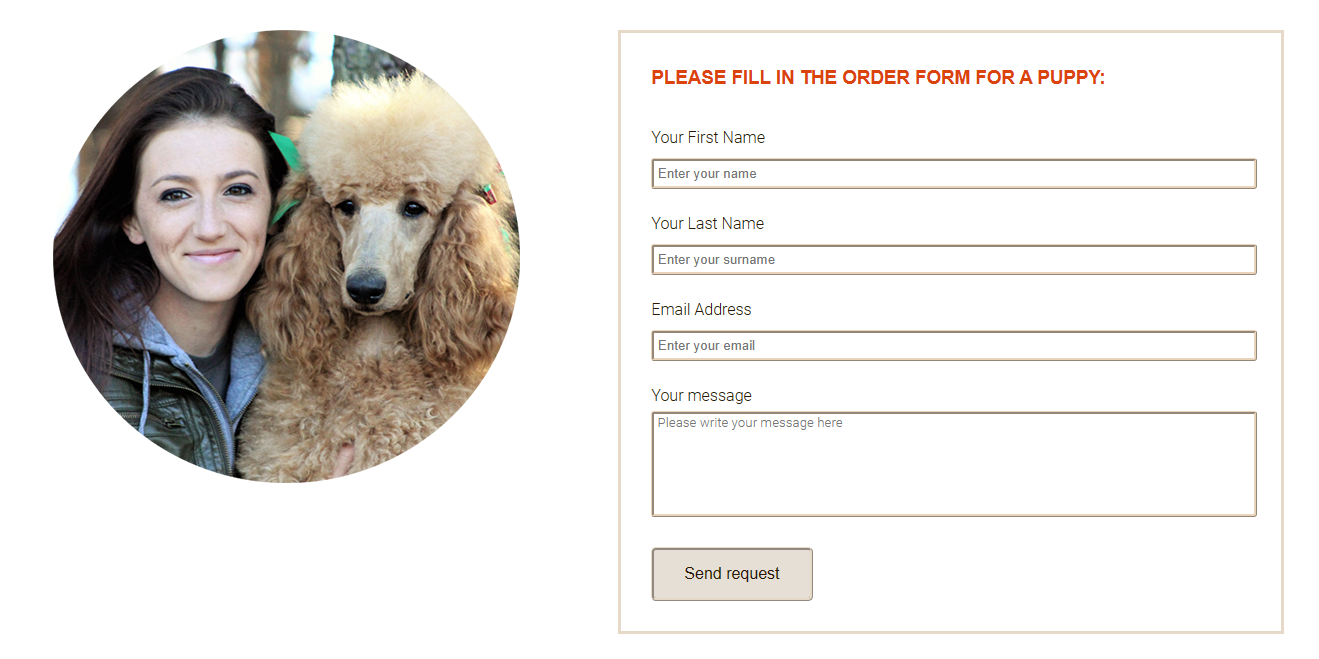 PLEASE FILL IN THE ORDER FORM FOR A PUPPY:
Your First Name
Enter your name
Your Last Name
Enter your surname
Email Address
Enter your email
Your message
Please write your message here
Send request